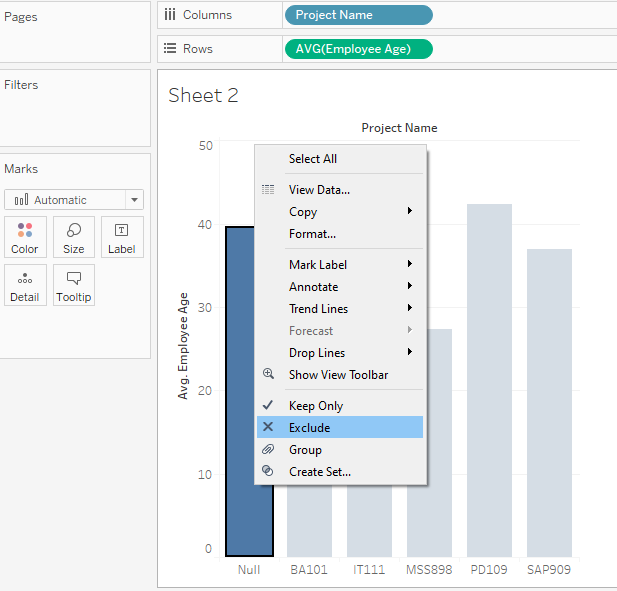 Pages
Columns
Project Name
Rows
AVG(Employee Age)
Filters
Marks
Automatic
Color
Size
Label
Detail
Tooltip
Sheet 2
Project Name
Avg. Employee Age
50
40
30
20
10
0
Null
BA101
IT111
MSS898
PD109
SAP909
Select All
View Data...
Copy
Format...
Mark Label
Annotate
Trend Lines
Forecast
Drop Lines
Show View Toolbar
Keep Only
Exclude
Group
Create Set...